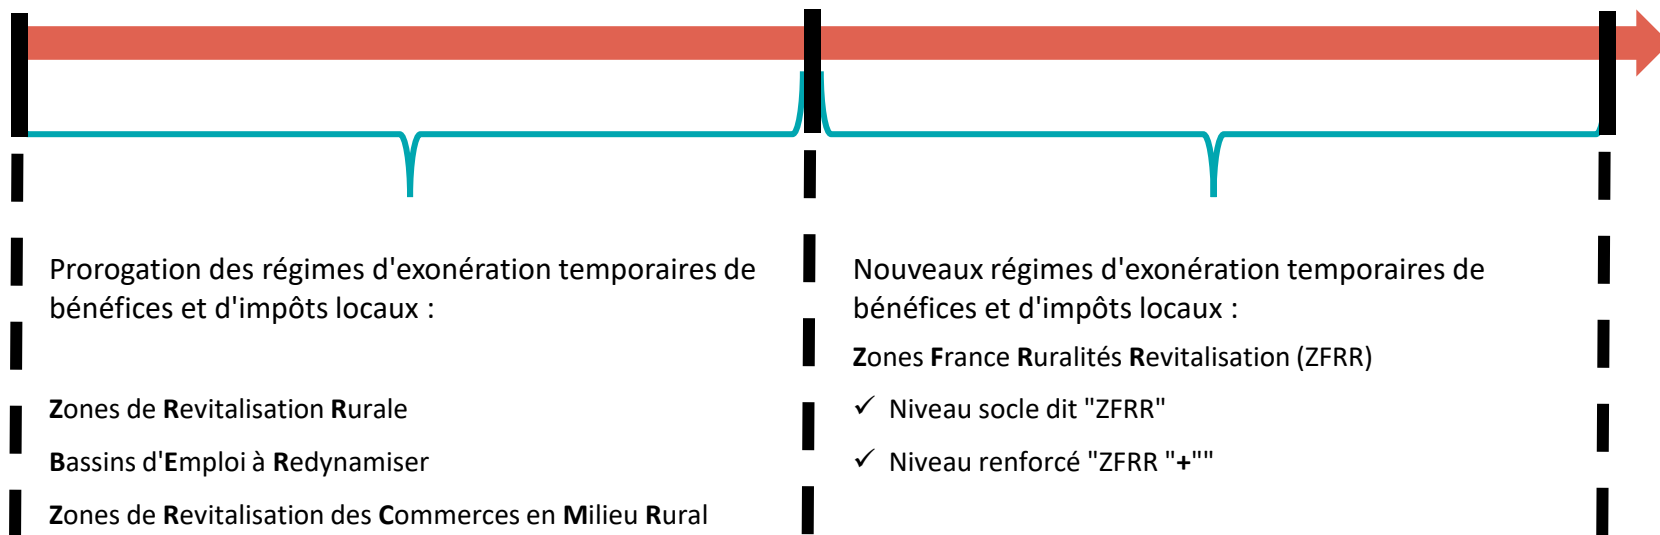 Prorogation des régimes d'exonération temporaires de
bénéfices et d'impôts locaux :
Zones de Revitalisation Rurale
Bassins d'Emploi à Redynamiser
Zones de Revitalisation des Commerces en Milieu Rural
Nouveaux régimes d'exonération temporaires de
bénéfices et d'impôts locaux :
Zones France Ruralités Revitalisation (ZFRR)
✓ Niveau socle dit "ZFRR"
✓ Niveau renforcé "ZFRR "+""